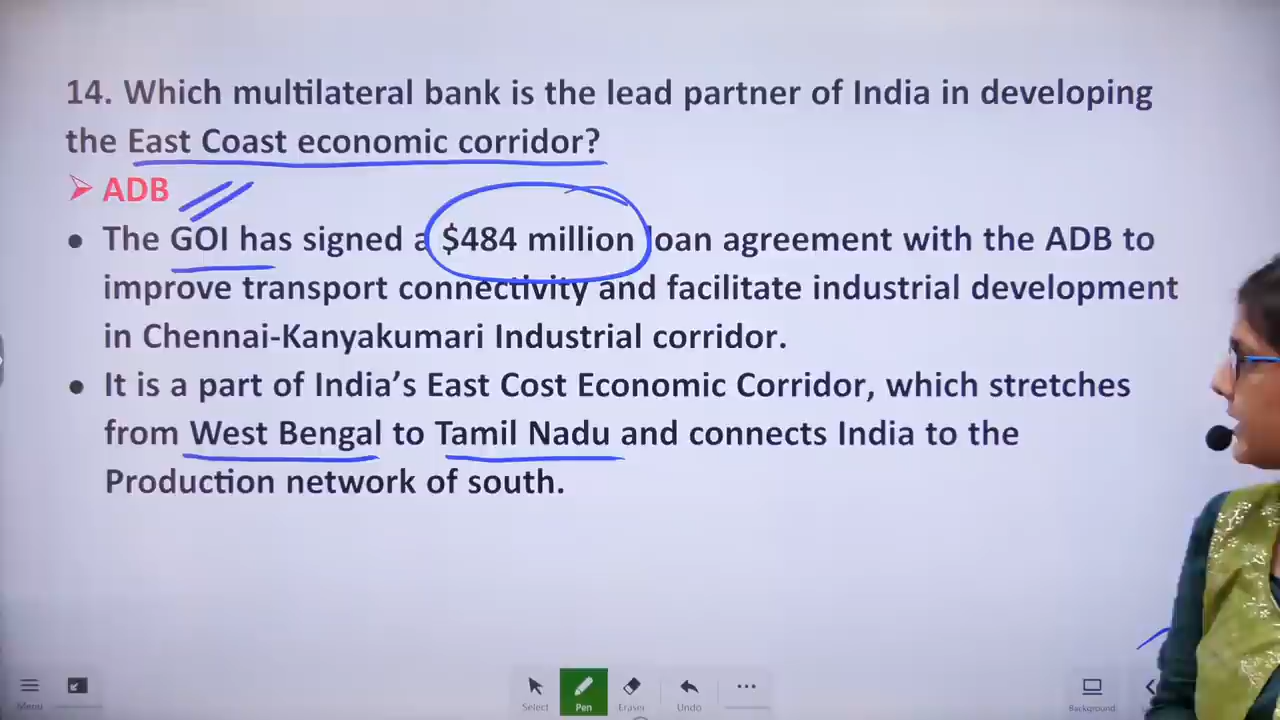 14. Which multilateral bank is the lead partner of India in developing
the East Coast economic corridor?
➢ ADB
• The GOI has signed a $484 million loan agreement with the ADB to
improve transport connectivity and facilitate industrial development
in Chennai-Kanyakumari Industrial corridor.
• It is a part of India’s East Cost Economic Corridor, which stretches
from West Bengal to Tamil Nadu and connects India to the
Production network of south.
Menu
Select
Pen
Eraser
Undo
Background